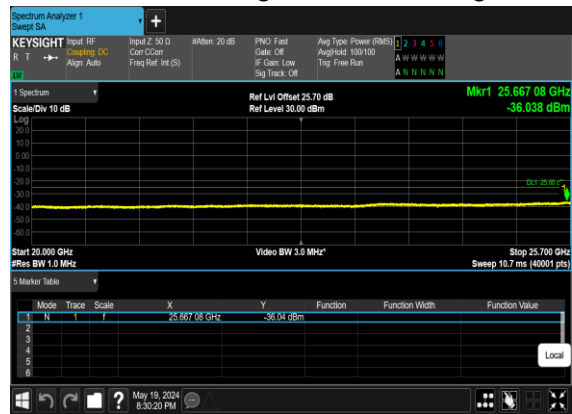 Spectrum Analyzer 1
Swept SA
+
KEYSIGHT Input: RF Input Z: 50 Ω #Atten: 20 dB PNO: Fast Avg Type: Power (RMS) 1 2 3 4 5 6
R T Coupling: DC Corr CCorr Gate: Off Avg|Hold: 100/100 A W W W W W
Align: Auto Freq Ref: Int (S) IF Gain: Low Trig: Free Run
Sig Track: Off A N N N N N
1 Spectrum Ref Lvl Offset 25.70 dB Mkr1 25.667 08 GHz
Scale/Div 10 dB Ref Level 30.00 dBm -36.038 dBm
Log
20.0
10.0
0.00
-10.0
-20.0
-30.0
-40.0
-50.0
-60.0
1
Start 20.000 GHz Video BW 3.0 MHz* Stop 25.700 GHz
#Res BW 1.0 MHz Sweep 10.7 ms (40001 pts)
5 Marker Table
Mode Trace Scale X Y Function Function Width Function Value
1 N 1 f 25.667 08 GHz -36.04 dBm
2
3
4
5
6
Local
? May 19, 2024
8:30:20 PM